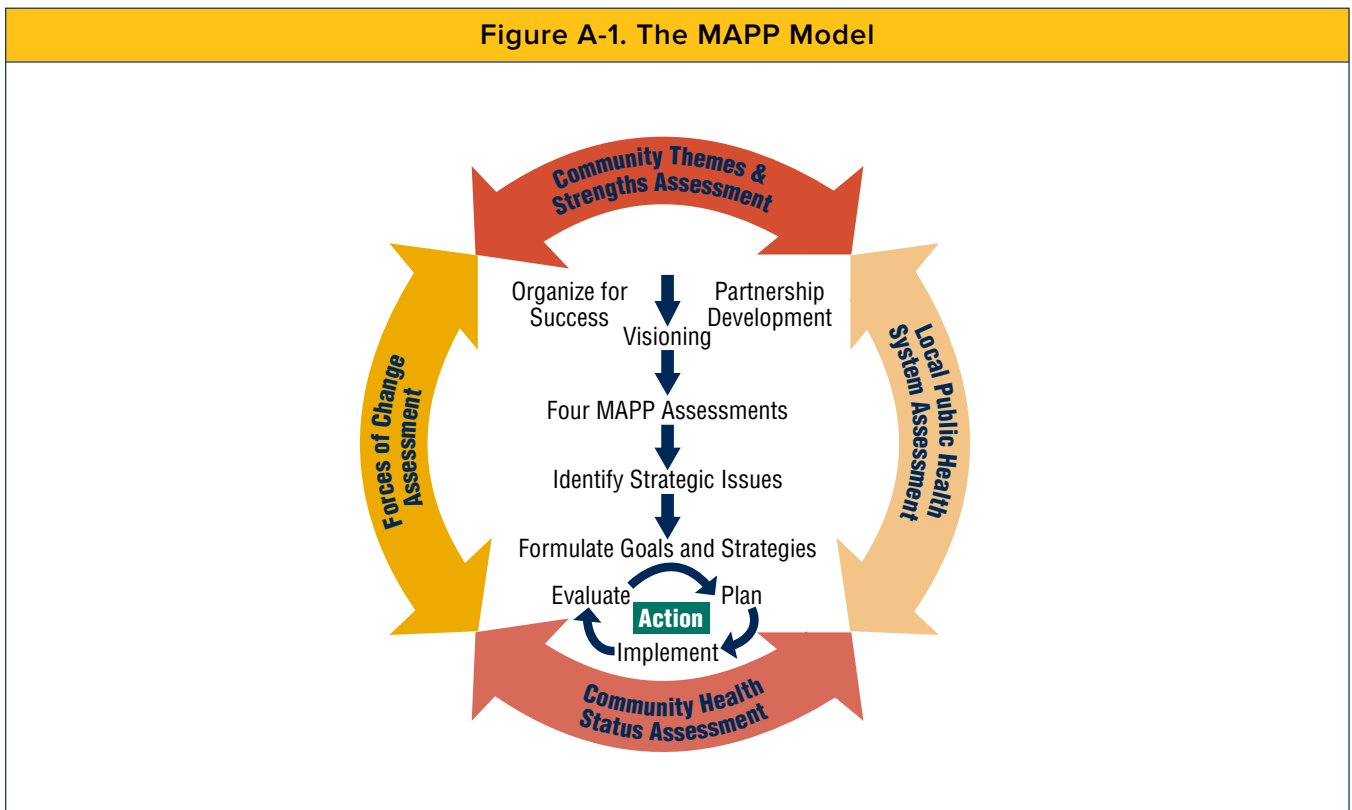 Figure A-1. The MAPP Model
Community Themes &
Strengths Assessment
Organize for
Success
Partnership
Development
Visioning
Four MAPP Assessments
Identify Strategic Issues
Formulate Goals and Strategies
Evaluate
Plan
Action
Implement
Forces of Change
Assessment
Local Public Health
System Assessment
Community Health
Status Assessment